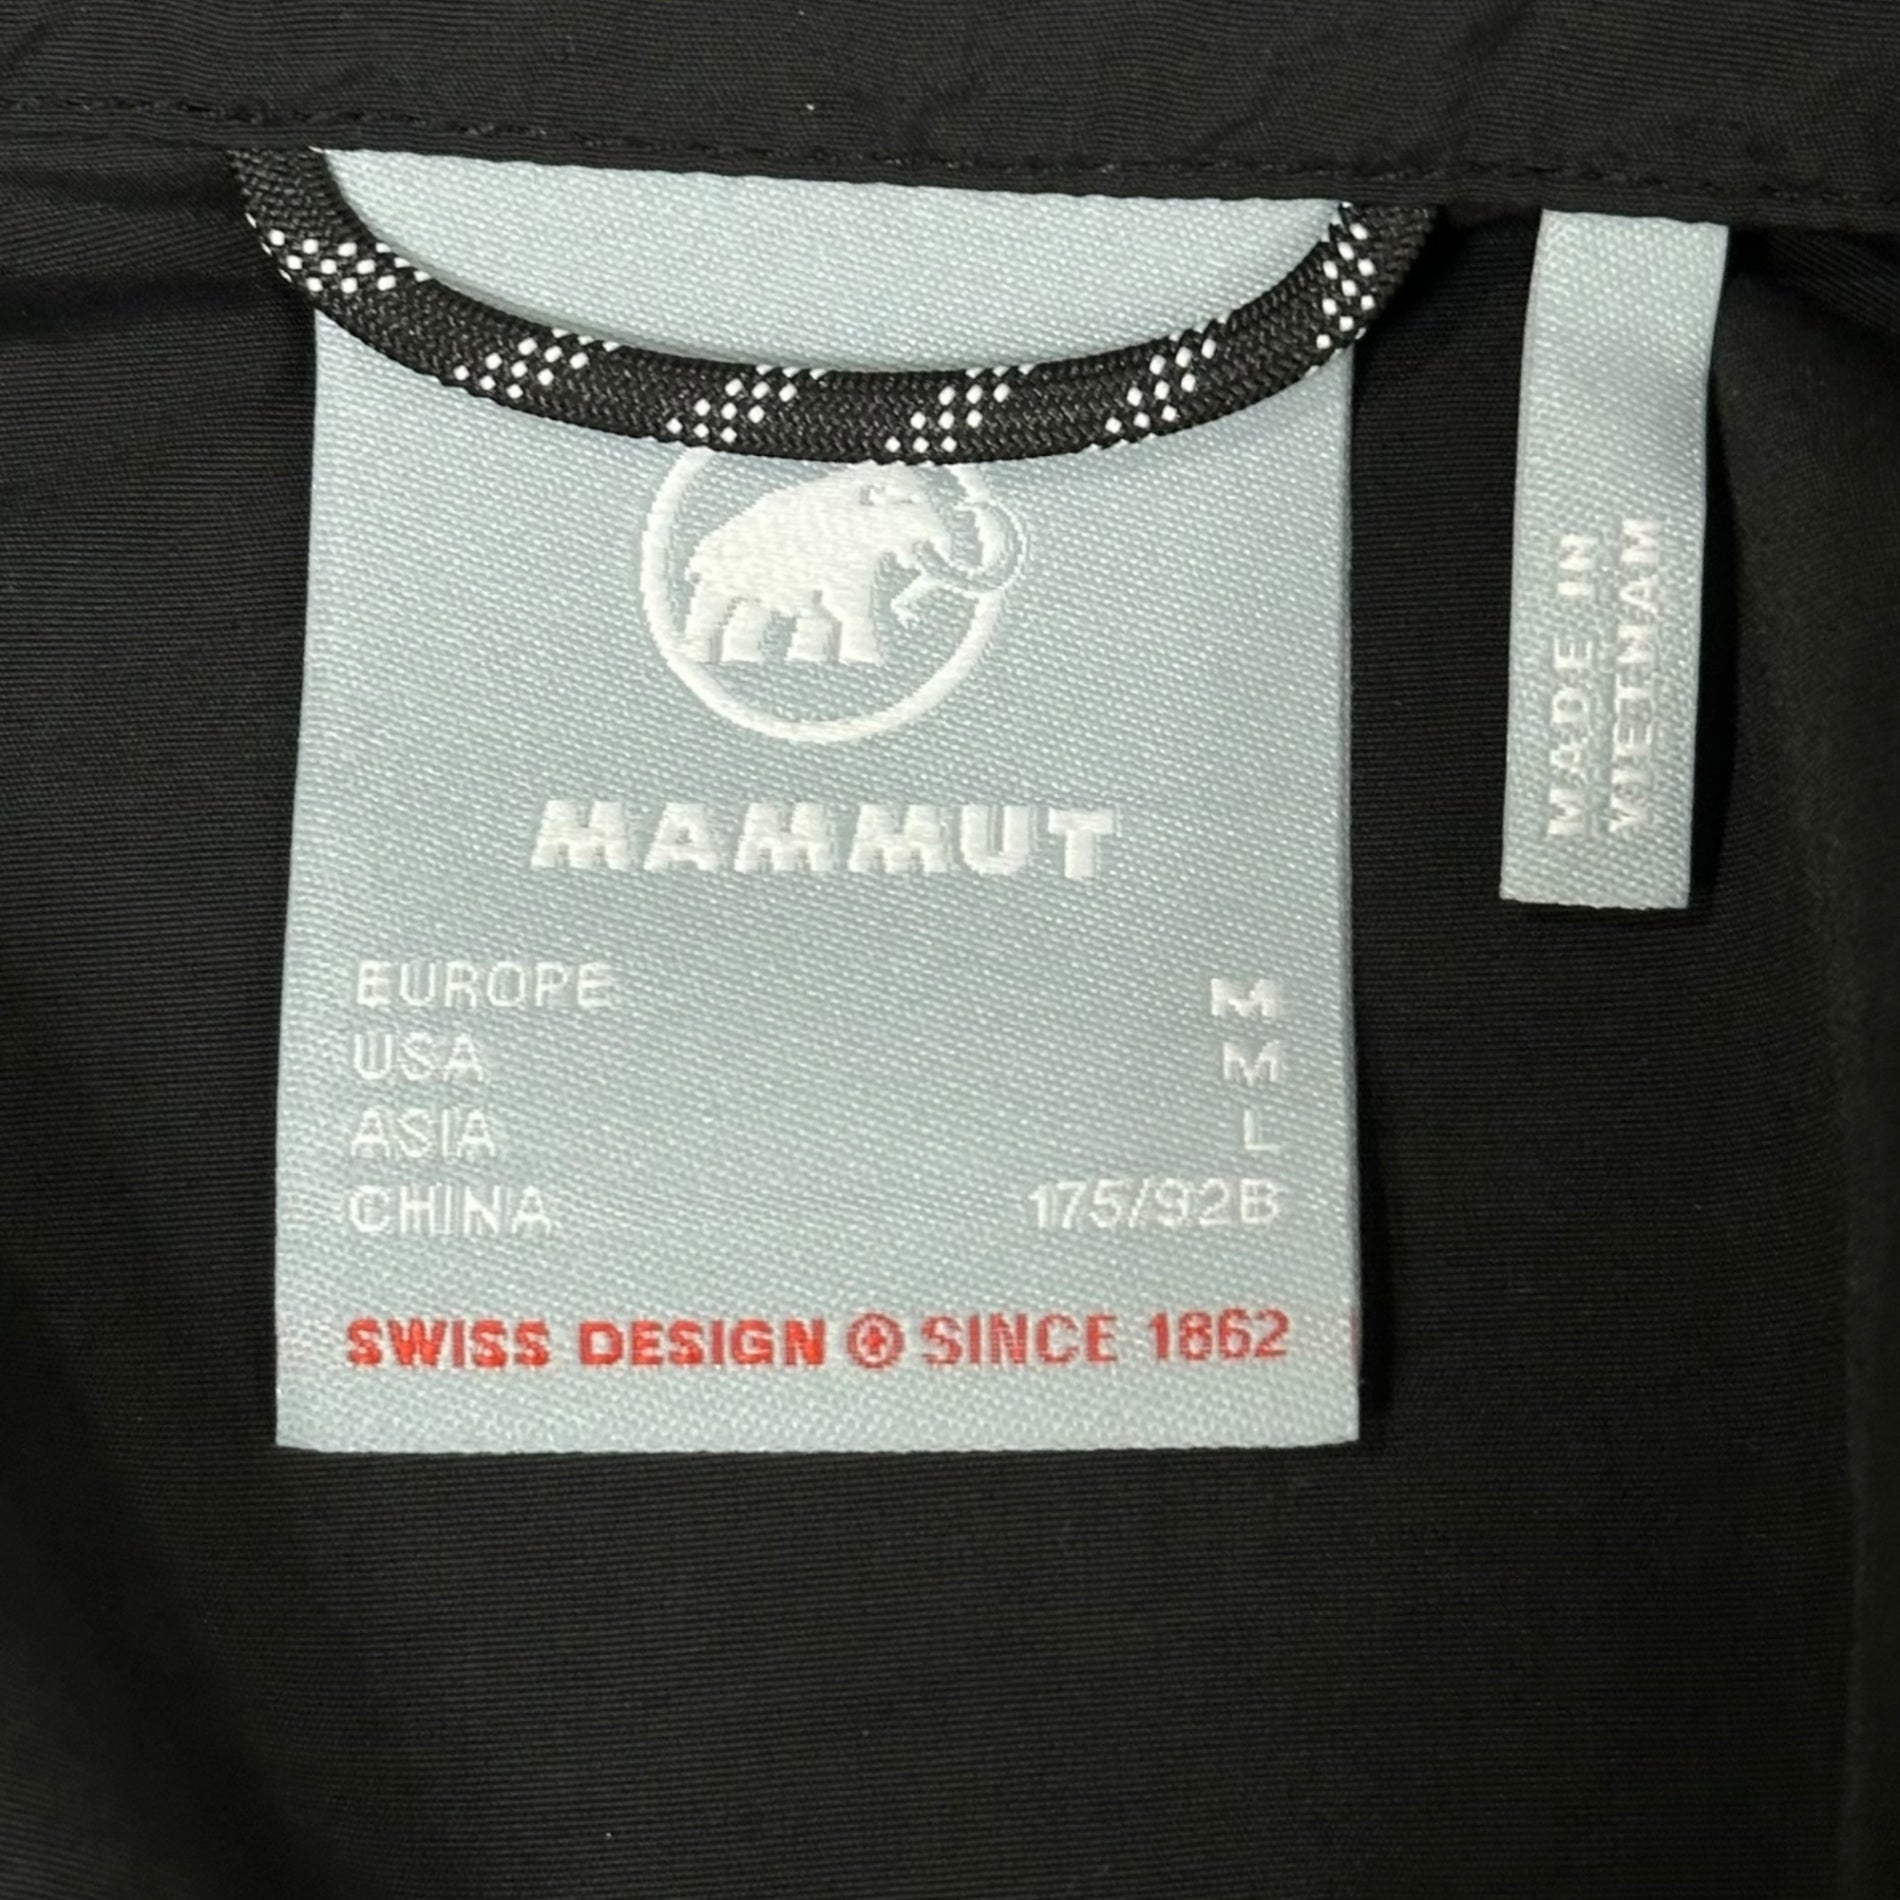 MAMMUT
EUROPE M
USA M
ASIA L
CHINA 175/92B
SWISS DESIGN SINCE 1862
MADE IN
VIETNAM